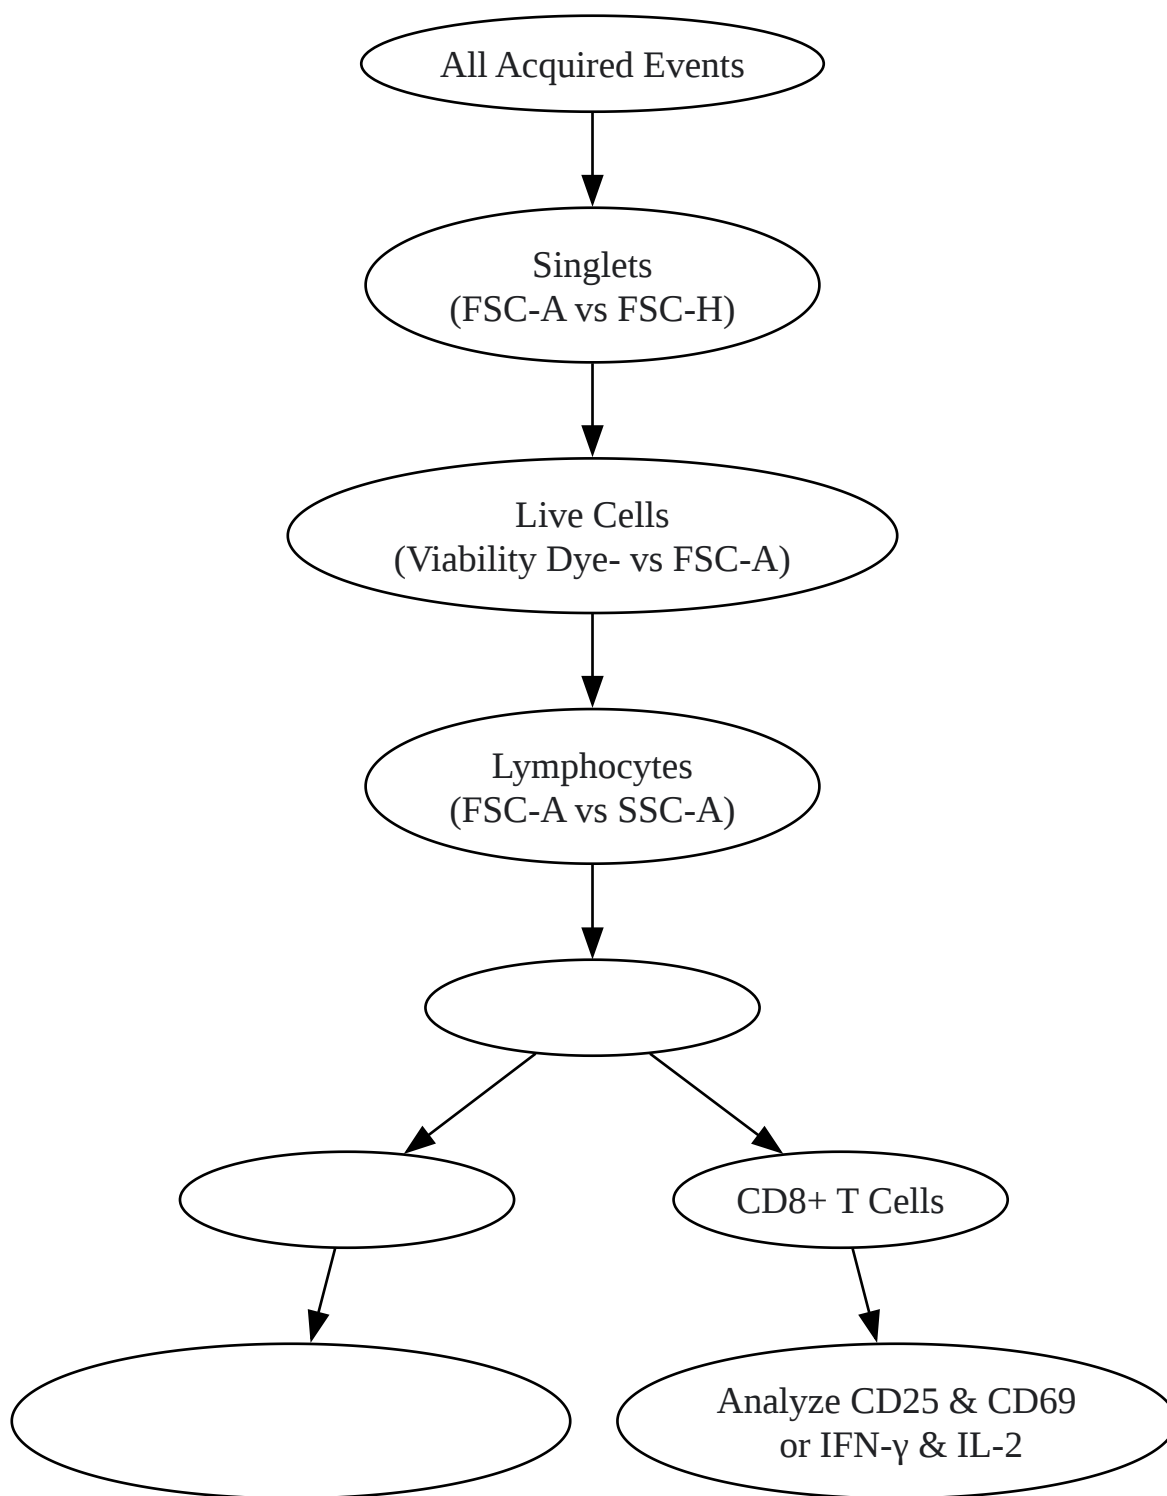 All Acquired Events
Singlets
(FSC-A vs FSC-H)
Live Cells
(Viability Dye- vs FSC-A)
Lymphocytes
(FSC-A vs SSC-A)
CD8+ T Cells
Analyze CD25 & CD69
or IFN-γ & IL-2